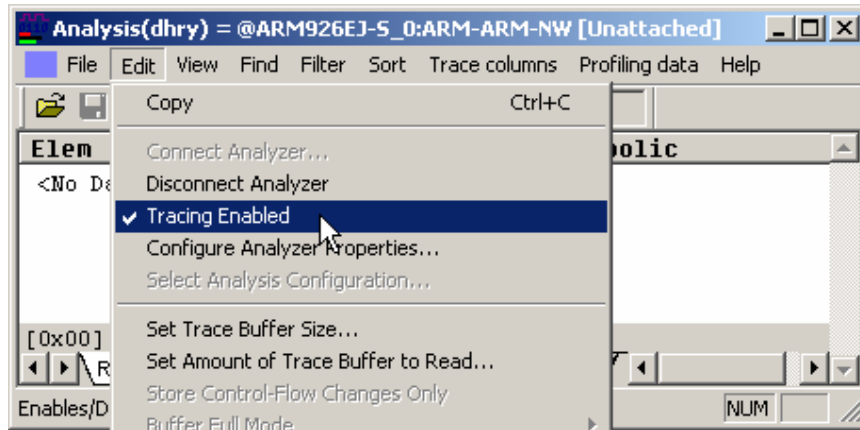 Analysis(dhry) = @ARM926EJ-S_0:ARM-ARM-NW [Unattached]
File Edit View Find Filter Sort Trace columns Profiling data Help
Copy Ctrl+C
Elem
Connect Analyzer...
<No
Disconnect Analyzer
Tracing Enabled
Configure Analyzer Properties...
Select Analysis Configuration...
[0x00]
Set Trace Buffer Size...
Set Amount of Trace Buffer to Read...
Store Control-Flow Changes Only
Enables/D
NUM
Buffer Full Mode